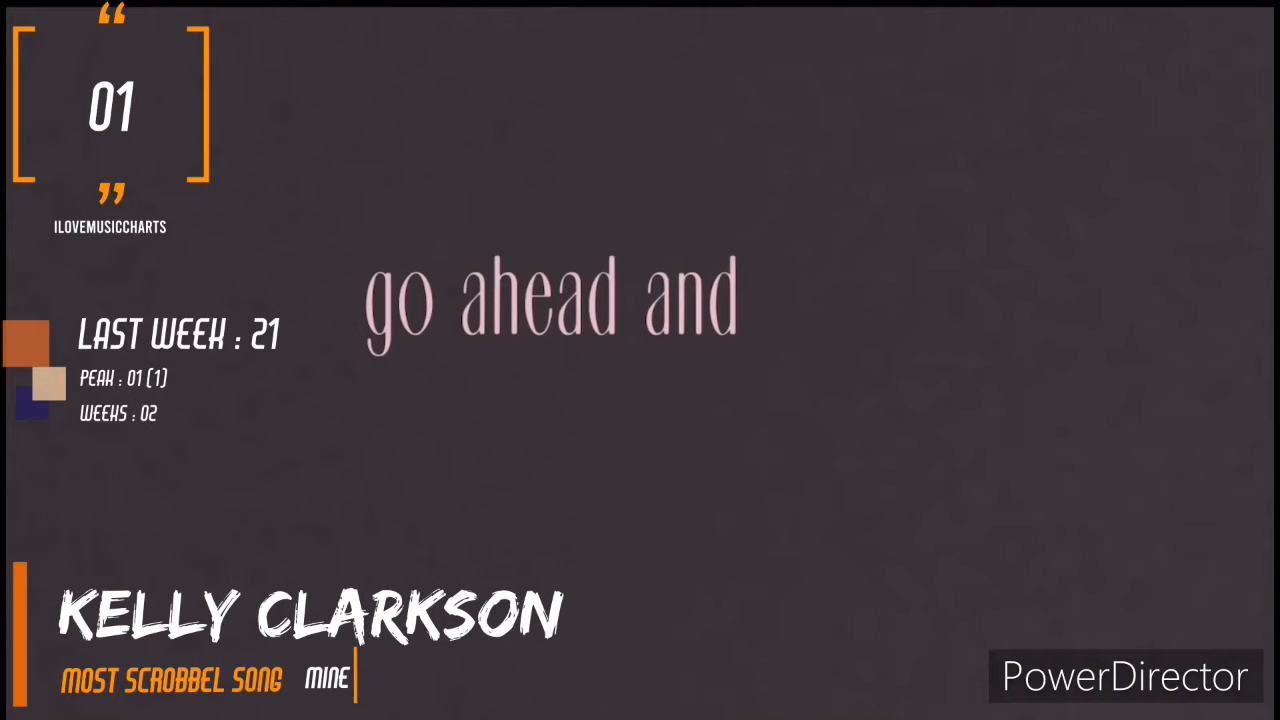 “
01
”
ILOVEMUSICCHARTS
go ahead and
LAST WEEK : 21
PEAK : 01 (1)
WEEKS : 02
KELLY CLARKSON
MOST SCROBBEL SONG MINE
PowerDirector